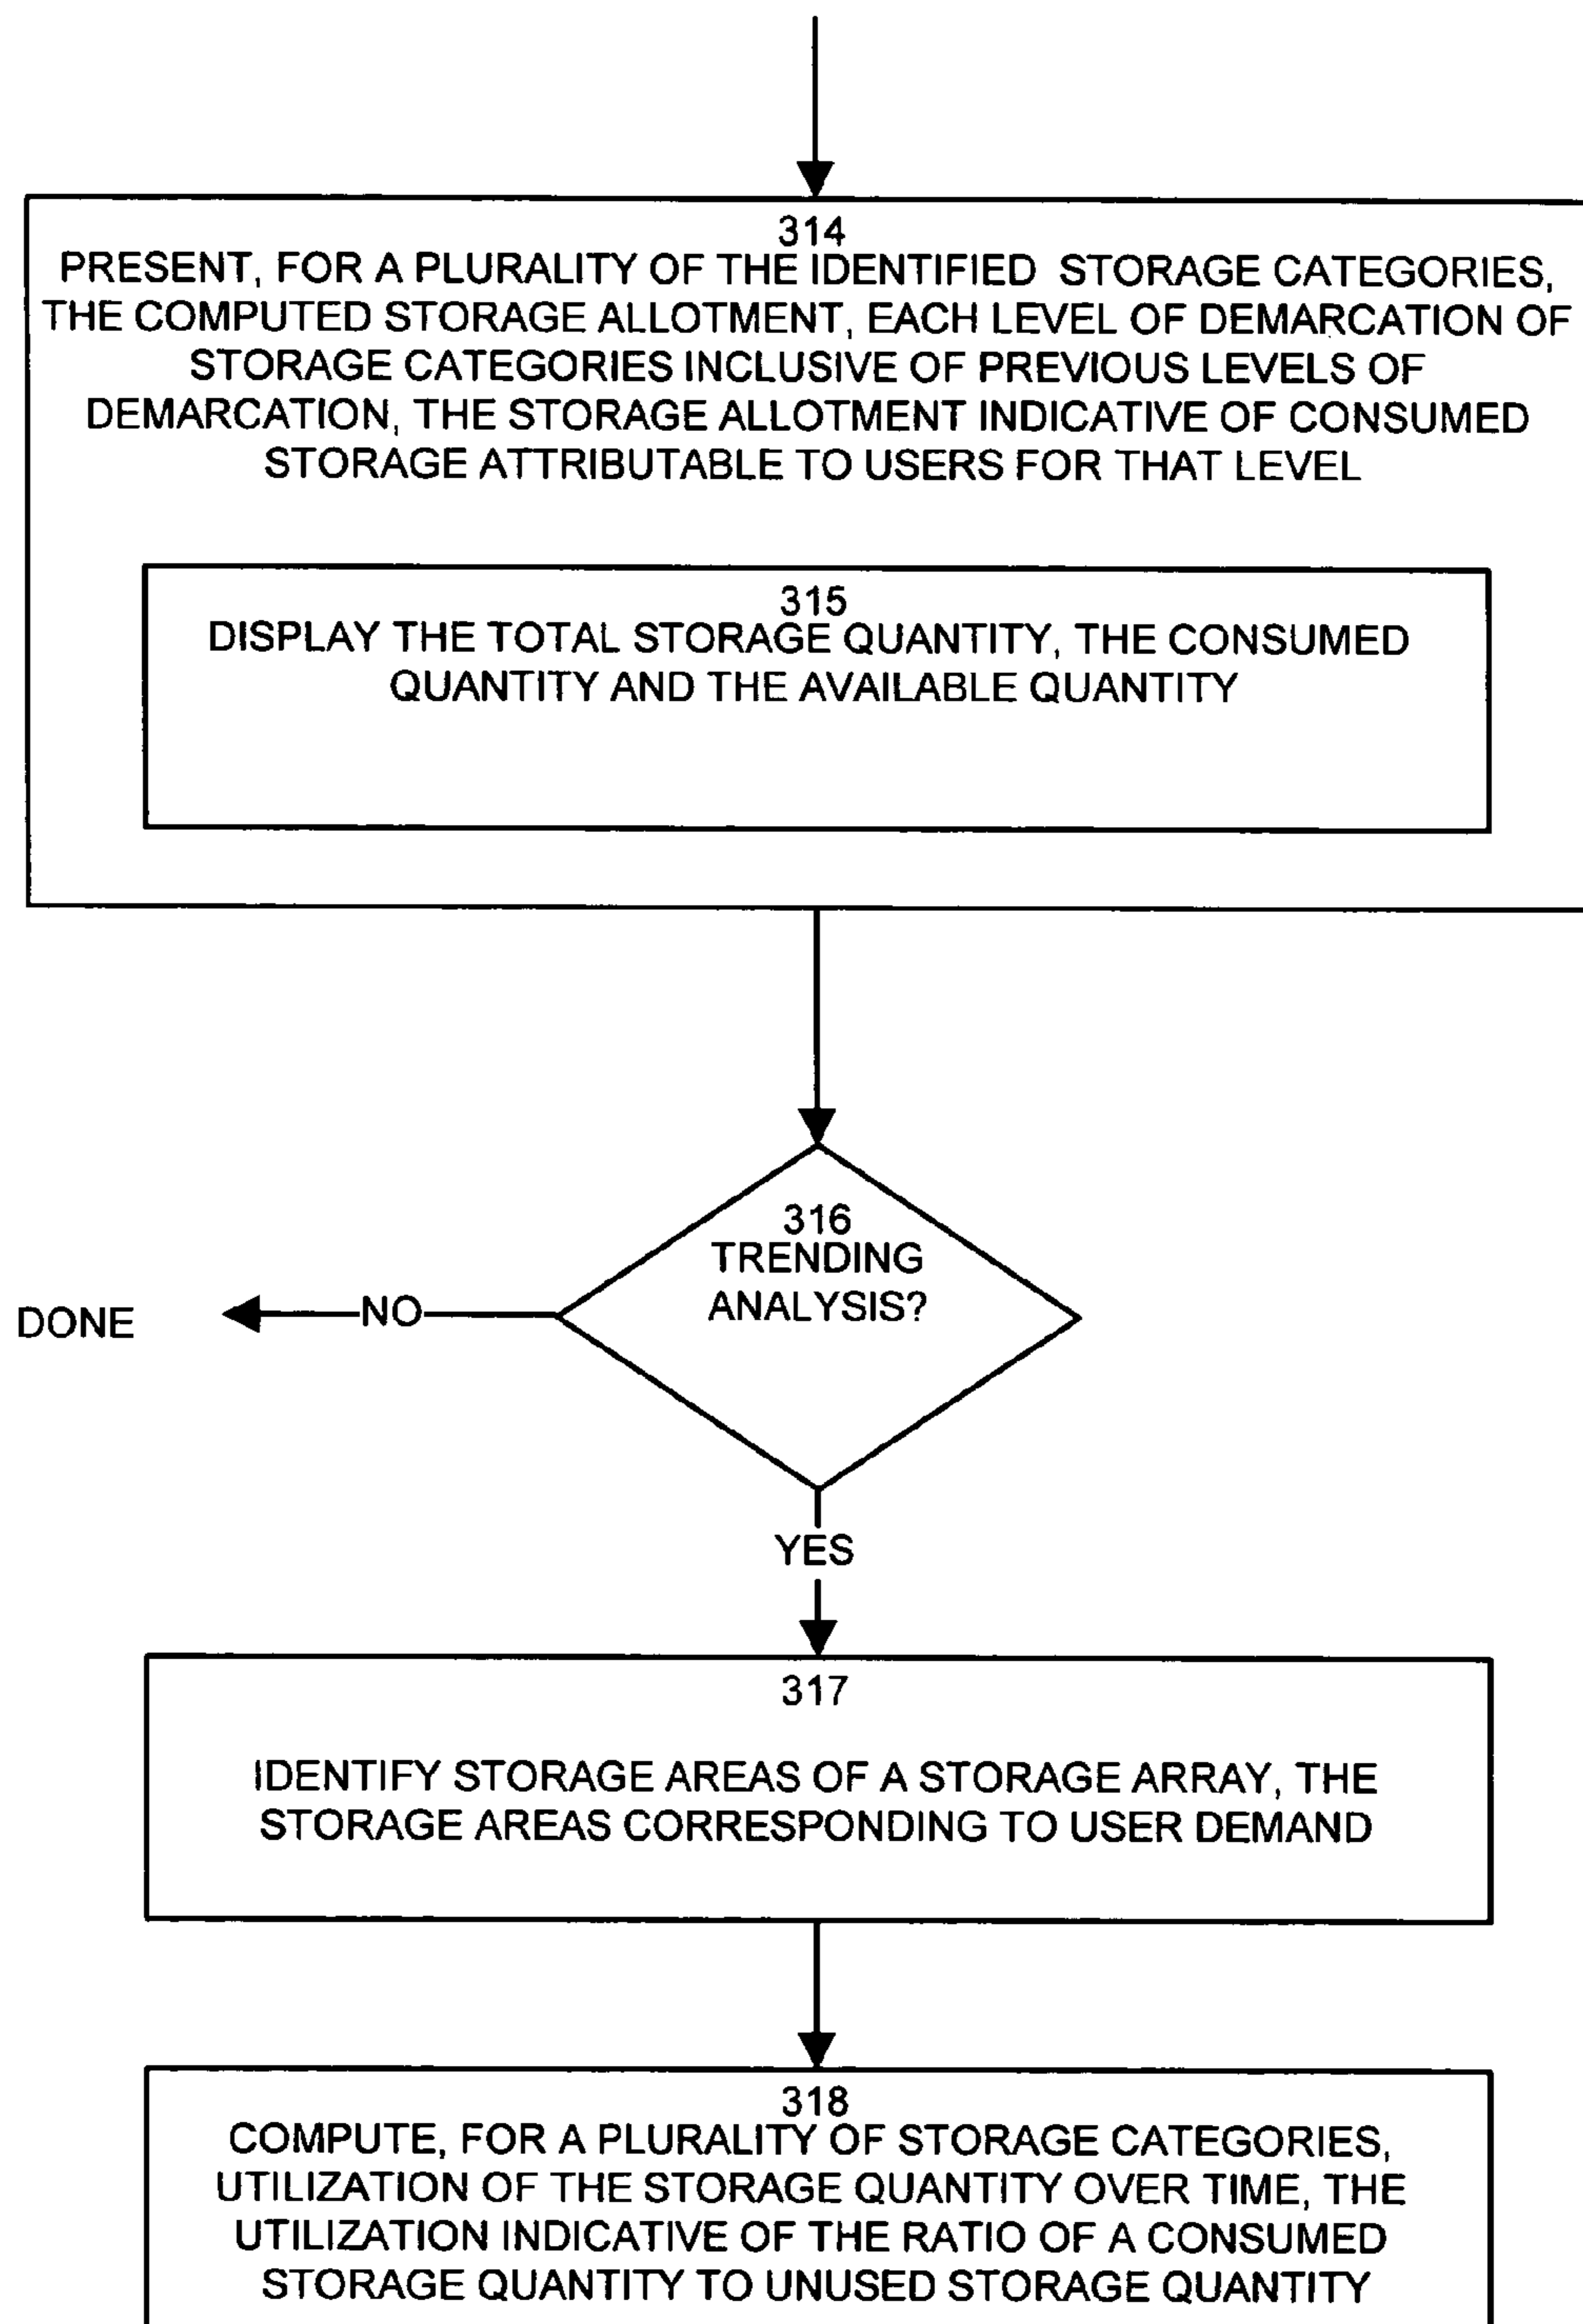 314
PRESENT, FOR A PLURALITY OF THE IDENTIFIED STORAGE CATEGORIES,
THE COMPUTED STORAGE ALLOTMENT, EACH LEVEL OF DEMARCATION OF
STORAGE CATEGORIES INCLUSIVE OF PREVIOUS LEVELS OF
DEMARCATION, THE STORAGE ALLOTMENT INDICATIVE OF CONSUMED
STORAGE ATTRIBUTABLE TO USERS FOR THAT LEVEL
315
DISPLAY THE TOTAL STORAGE QUANTITY, THE CONSUMED
QUANTITY AND THE AVAILABLE QUANTITY
316
TRENDING
ANALYSIS?
NO
DONE
YES
317
IDENTIFY STORAGE AREAS OF A STORAGE ARRAY, THE
STORAGE AREAS CORRESPONDING TO USER DEMAND
318
COMPUTE, FOR A PLURALITY OF STORAGE CATEGORIES,
UTILIZATION OF THE STORAGE QUANTITY OVER TIME, THE
UTILIZATION INDICATIVE OF THE RATIO OF A CONSUMED
STORAGE QUANTITY TO UNUSED STORAGE QUANTITY